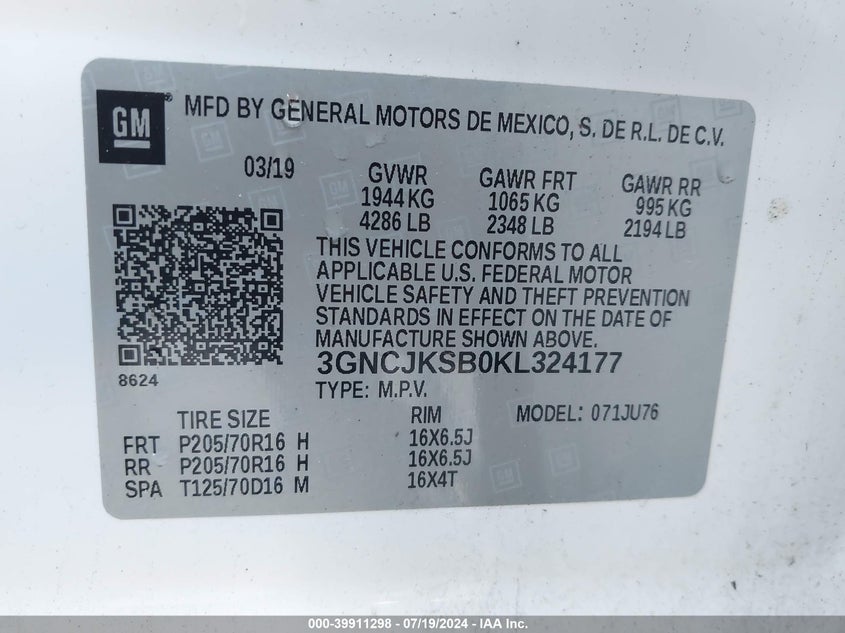 GM
MFD BY GENERAL MOTORS DE MEXICO, S. DE R.L. DE C.V.
03/19 GVWR GAWR FRT GAWR RR
1944 KG 1065 KG 995 KG
4286 LB 2348 LB 2194 LB
THIS VEHICLE CONFORMS TO ALL
APPLICABLE U.S. FEDERAL MOTOR
VEHICLE SAFETY AND THEFT PREVENTION
STANDARDS IN EFFECT ON THE DATE OF
MANUFACTURE SHOWN ABOVE.
3GNCJKSB0KL324177
8624
TYPE: M.P.V.
TIRE SIZE RIM MODEL: 071JU76
FRT P205/70R16 H 16X6.5J
RR P205/70R16 H 16X6.5J
SPA T125/70D16 M 16X4T
000-39911298 - 07/19/2024 - IAA Inc.